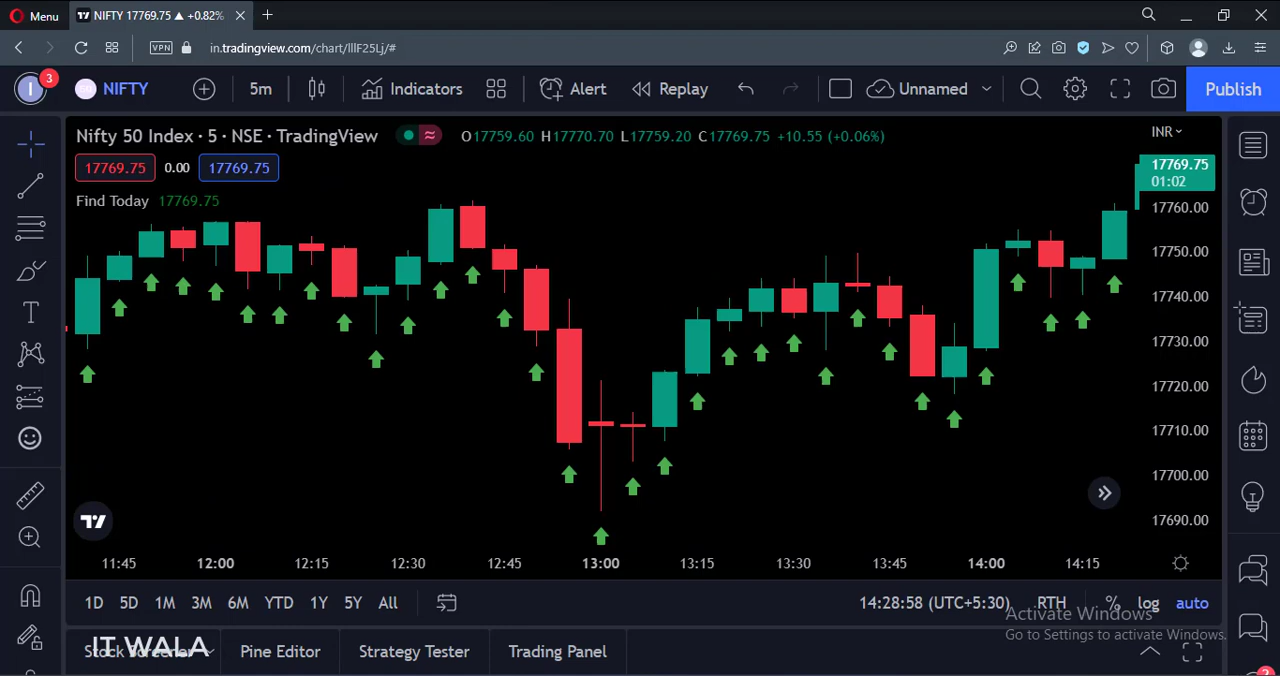 Menu
NIFTY 17769.75 ▲ +0.82%
VPN
in.tradingview.com/chart/lllF25Lj/#
I 3
NIFTY
5m
Indicators
Alert
Replay
Unnamed
Publish
Nifty 50 Index · 5 · NSE · TradingView
O17759.60 H17770.70 L17759.20 C17769.75 +10.55 (+0.06%)
INR
17769.75 0.00 17769.75
17769.75
01:02
Find Today 17769.75
17760.00
17750.00
17740.00
17730.00
17720.00
17710.00
17700.00
17690.00
11:45 12:00 12:15 12:30 12:45 13:00 13:15 13:30 13:45 14:00 14:15
1D 5D 1M 3M 6M YTD 1Y 5Y All
14:28:58 (UTC+5:30) RTH % log auto
Activate Windows
Go to Settings to activate Windows.
IT WALA
Stock Screener Pine Editor Strategy Tester Trading Panel